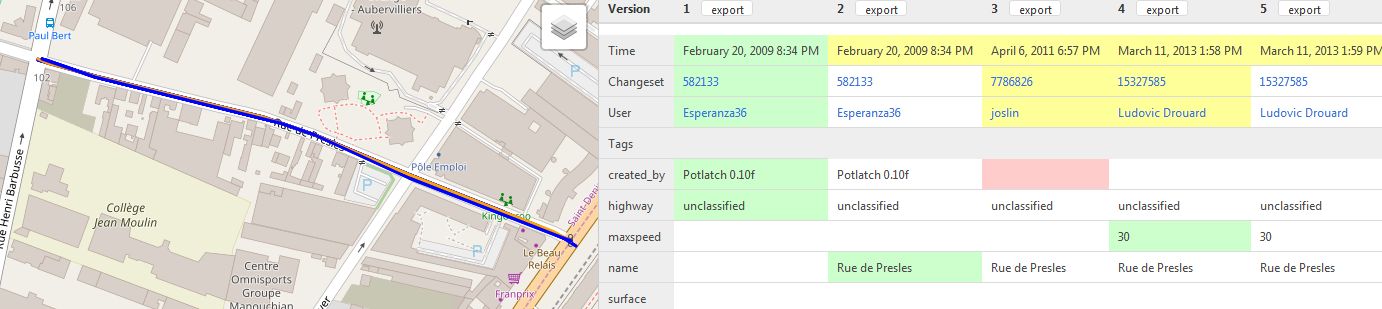 106
- Aubervilliers
Paul Bert
102
Rue de Presles
Pôle Emploi
P
P
P
Rue Henri Barbusse
Collège
Jean Moulin
Kingoroo
Saint-Deni
Le Beau
Relais
Franprix
Centre
Omnisports
Groupe
Manouchian
Version 1 export 2 export 3 export 4 export 5 export
Time February 20, 2009 8:34 PM February 20, 2009 8:34 PM April 6, 2011 6:57 PM March 11, 2013 1:58 PM March 11, 2013 1:59 PM
Changeset 582133 582133 7786826 15327585 15327585
User Esperanza36 Esperanza36 joslin Ludovic Drouard Ludovic Drouard
Tags
created_by Potlatch 0.10f Potlatch 0.10f
highway unclassified unclassified unclassified unclassified unclassified
maxspeed 30 30
name Rue de Presles Rue de Presles Rue de Presles Rue de Presles
surface